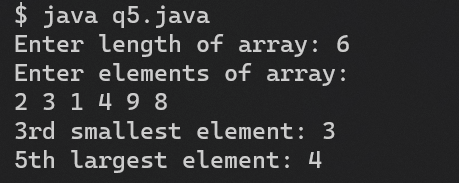 $ java q5.java
Enter length of array: 6
Enter elements of array:
2 3 1 4 9 8
3rd smallest element: 3
5th largest element: 4